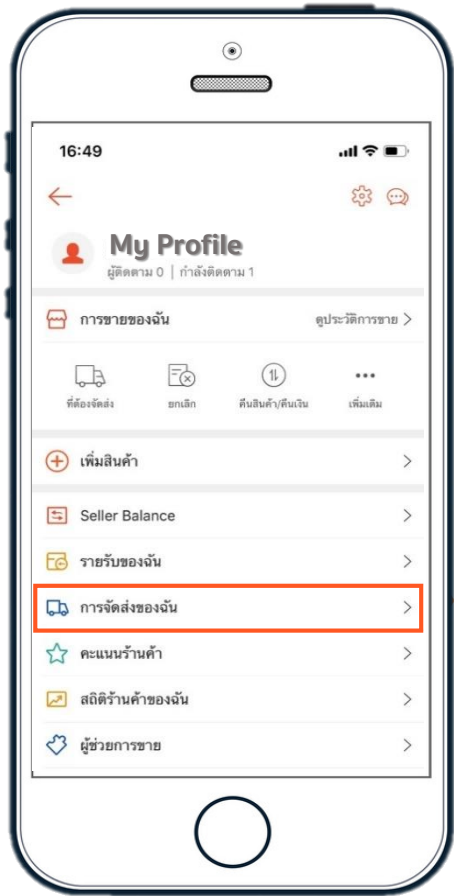 16:49
My Profile
ผู้ติดตาม 0 | กำลังติดตาม 1
การขายของฉัน ดูประวัติการขาย >
ที่ต้องจัดส่ง ยกเลิก คืนสินค้า/คืนเงิน เพิ่มเติม
เพิ่มสินค้า >
Seller Balance >
รายรับของฉัน >
การจัดส่งของฉัน >
คะแนนร้านค้า >
สถิติร้านค้าของฉัน >
ผู้ช่วยการขาย >